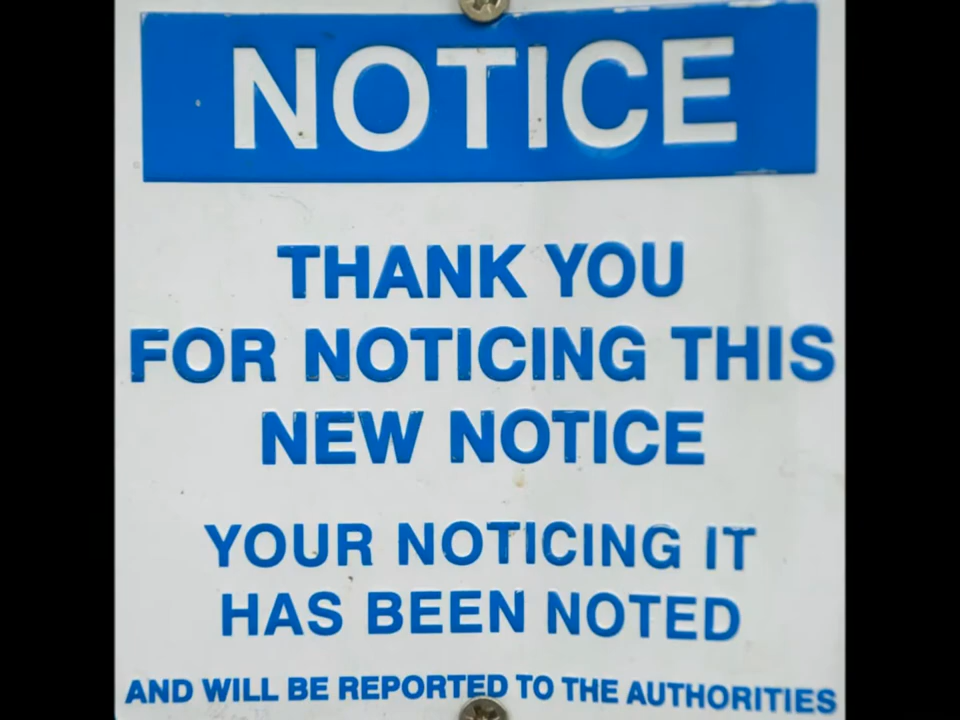 NOTICE
THANK YOU
FOR NOTICING THIS
NEW NOTICE
YOUR NOTICING IT
HAS BEEN NOTED
AND WILL BE REPORTED TO THE AUTHORITIES